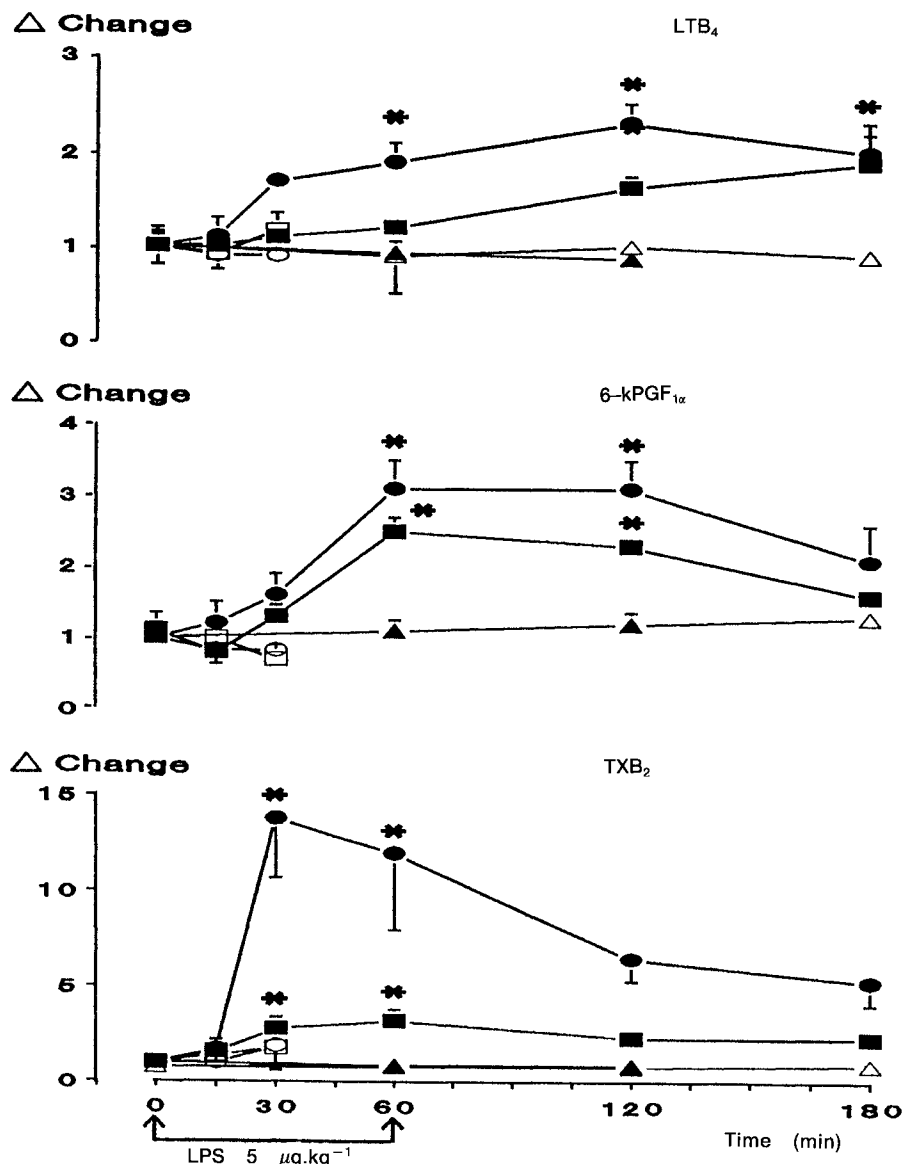 △ Change
LTB₄
3
2
1
0
△ Change
6–kPGF₁α
4
3
2
1
0
△ Change
TXB₂
15
10
5
0
0 30 60 120 180
LPS 5 μg.kg⁻¹
Time (min)